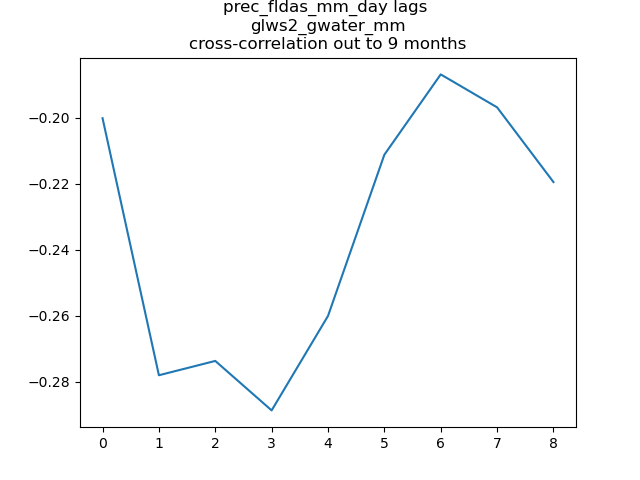 prec_fldas_mm_day lags
glws2_gwater_mm
cross-correlation out to 9 months
−0.20
−0.22
−0.24
−0.26
−0.28
0 1 2 3 4 5 6 7 8